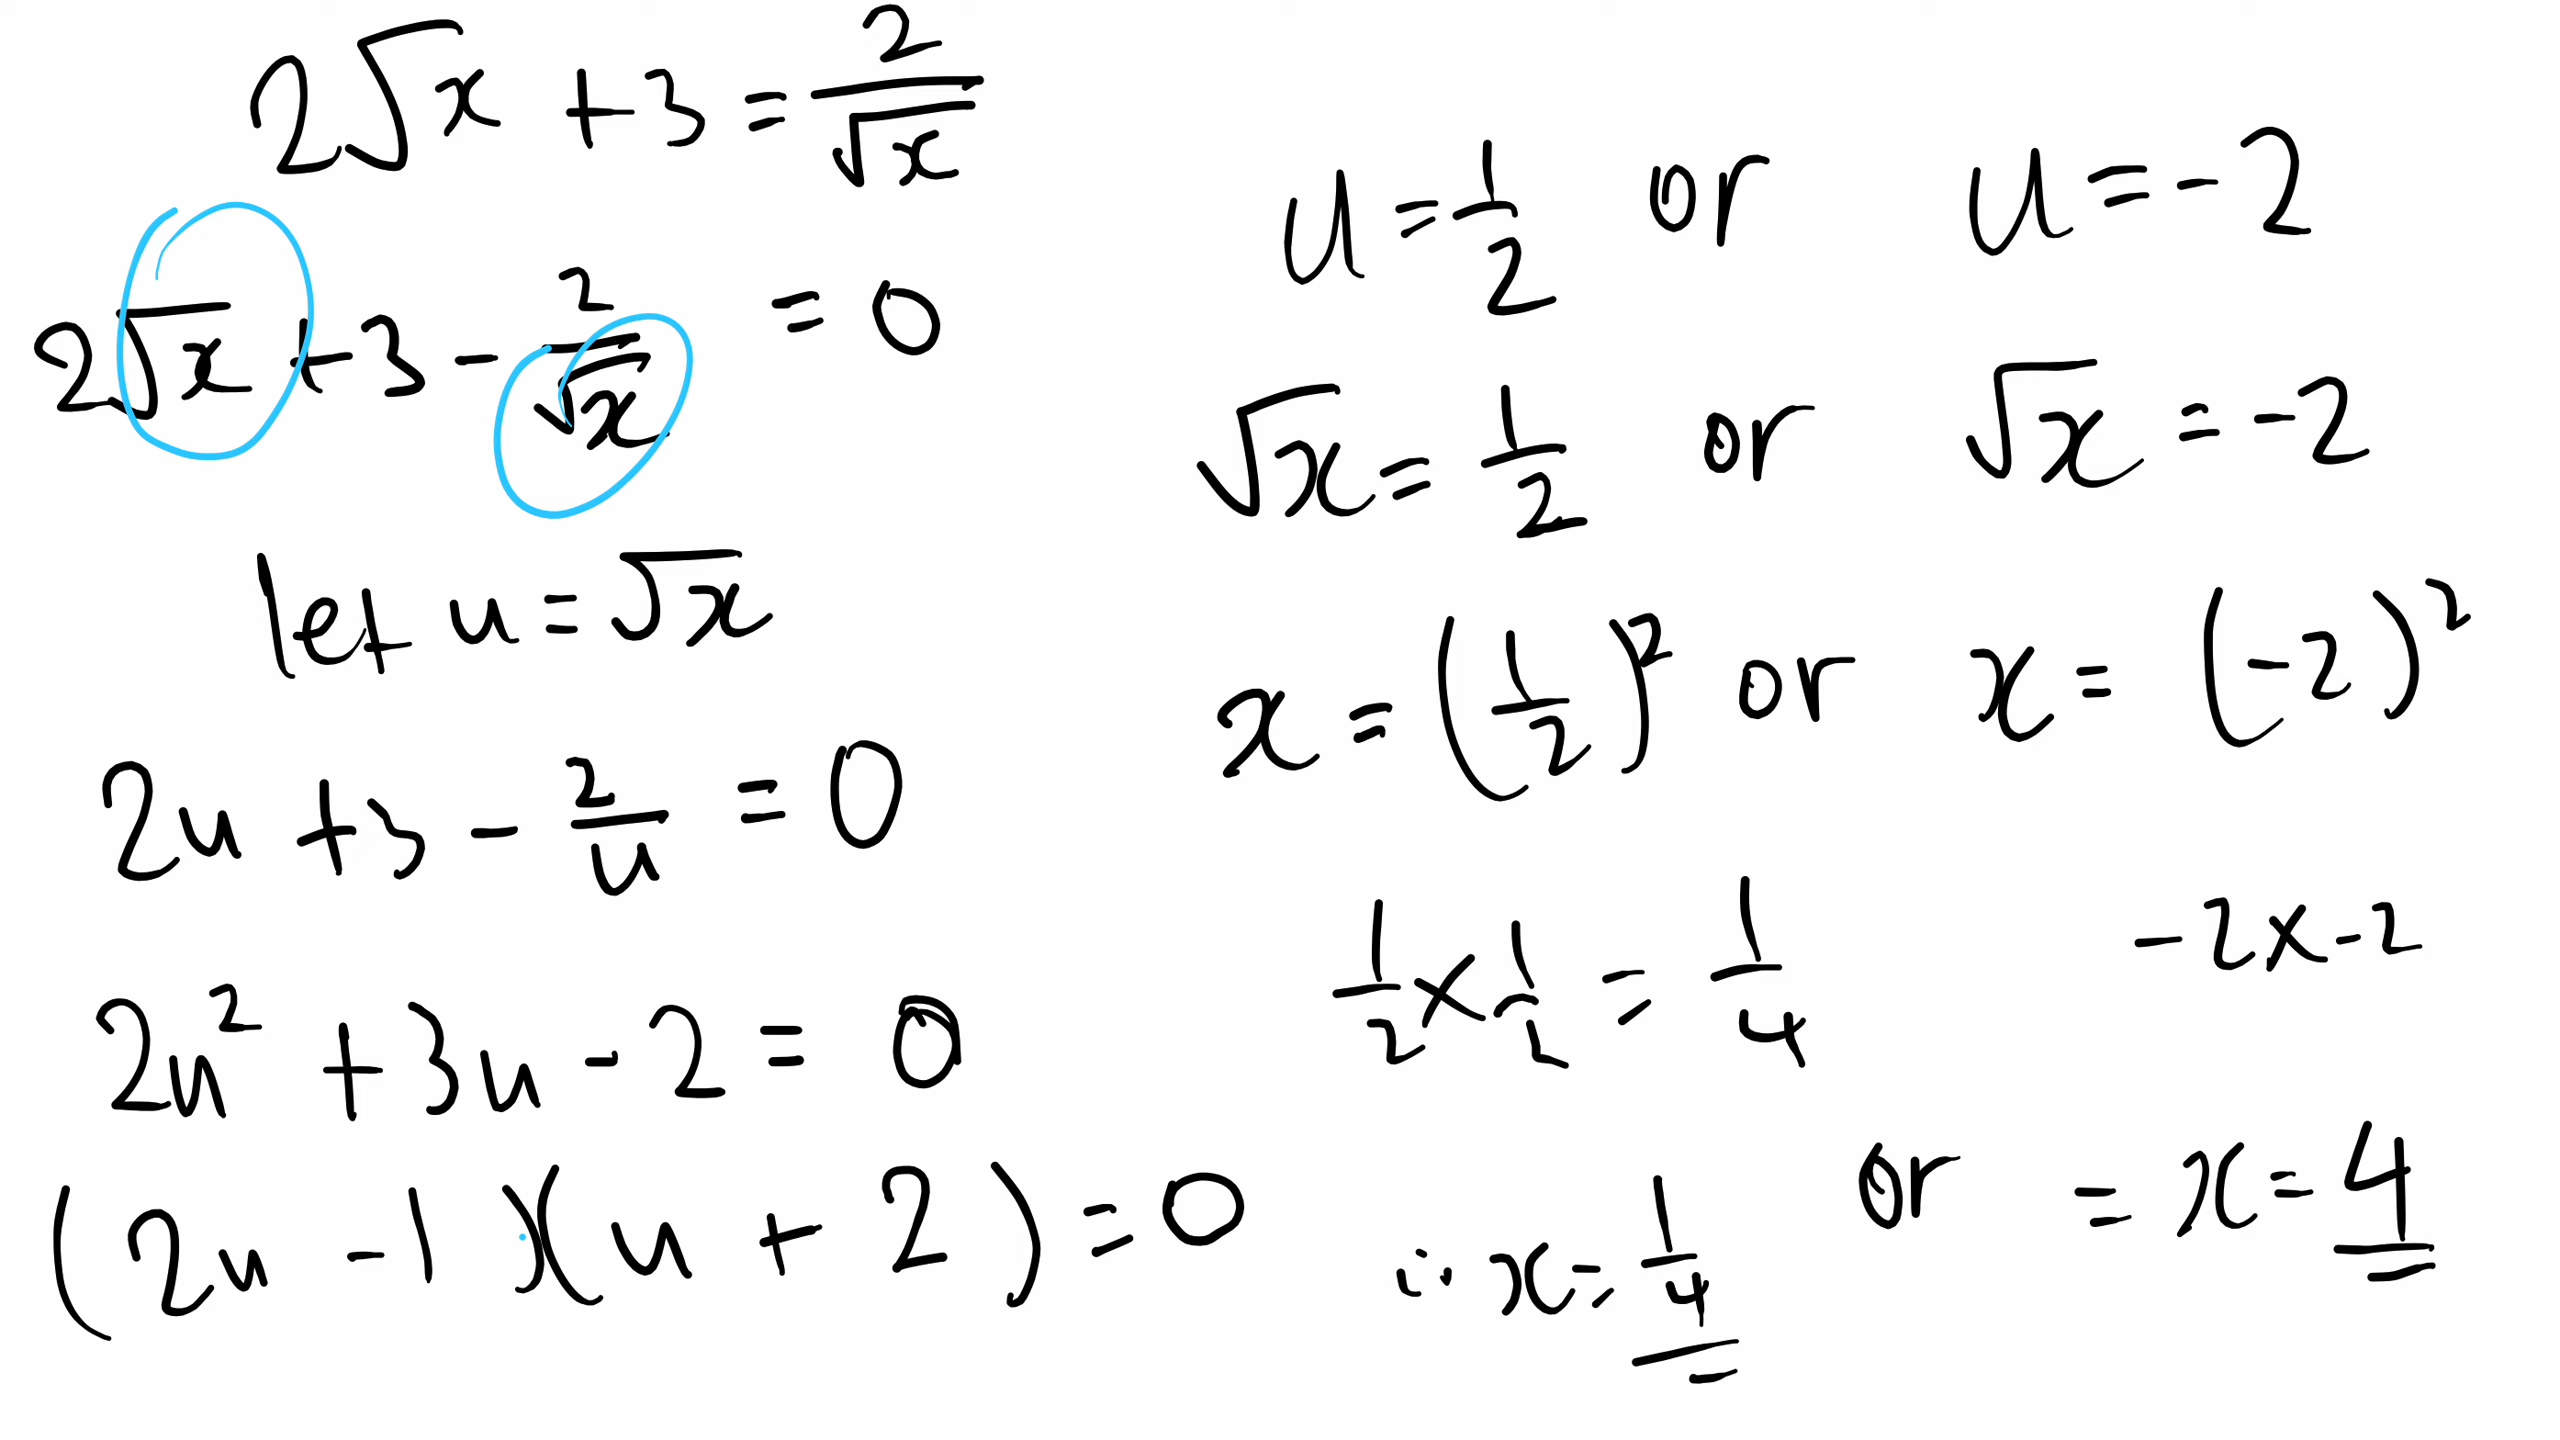 2√x + 3 = 2/√x
2√x + 3 - 2/√x = 0
let u = √x
2u + 3 - 2/u = 0
2u² + 3u - 2 = 0
(2u - 1)(u + 2) = 0
u = 1/2 or u = -2
√x = 1/2 or √x = -2
x = (1/2)² or x = (-2)²
1/2 × 1/2 = 1/4 -2 × -2
∴ x = 1/4 or = x = 4